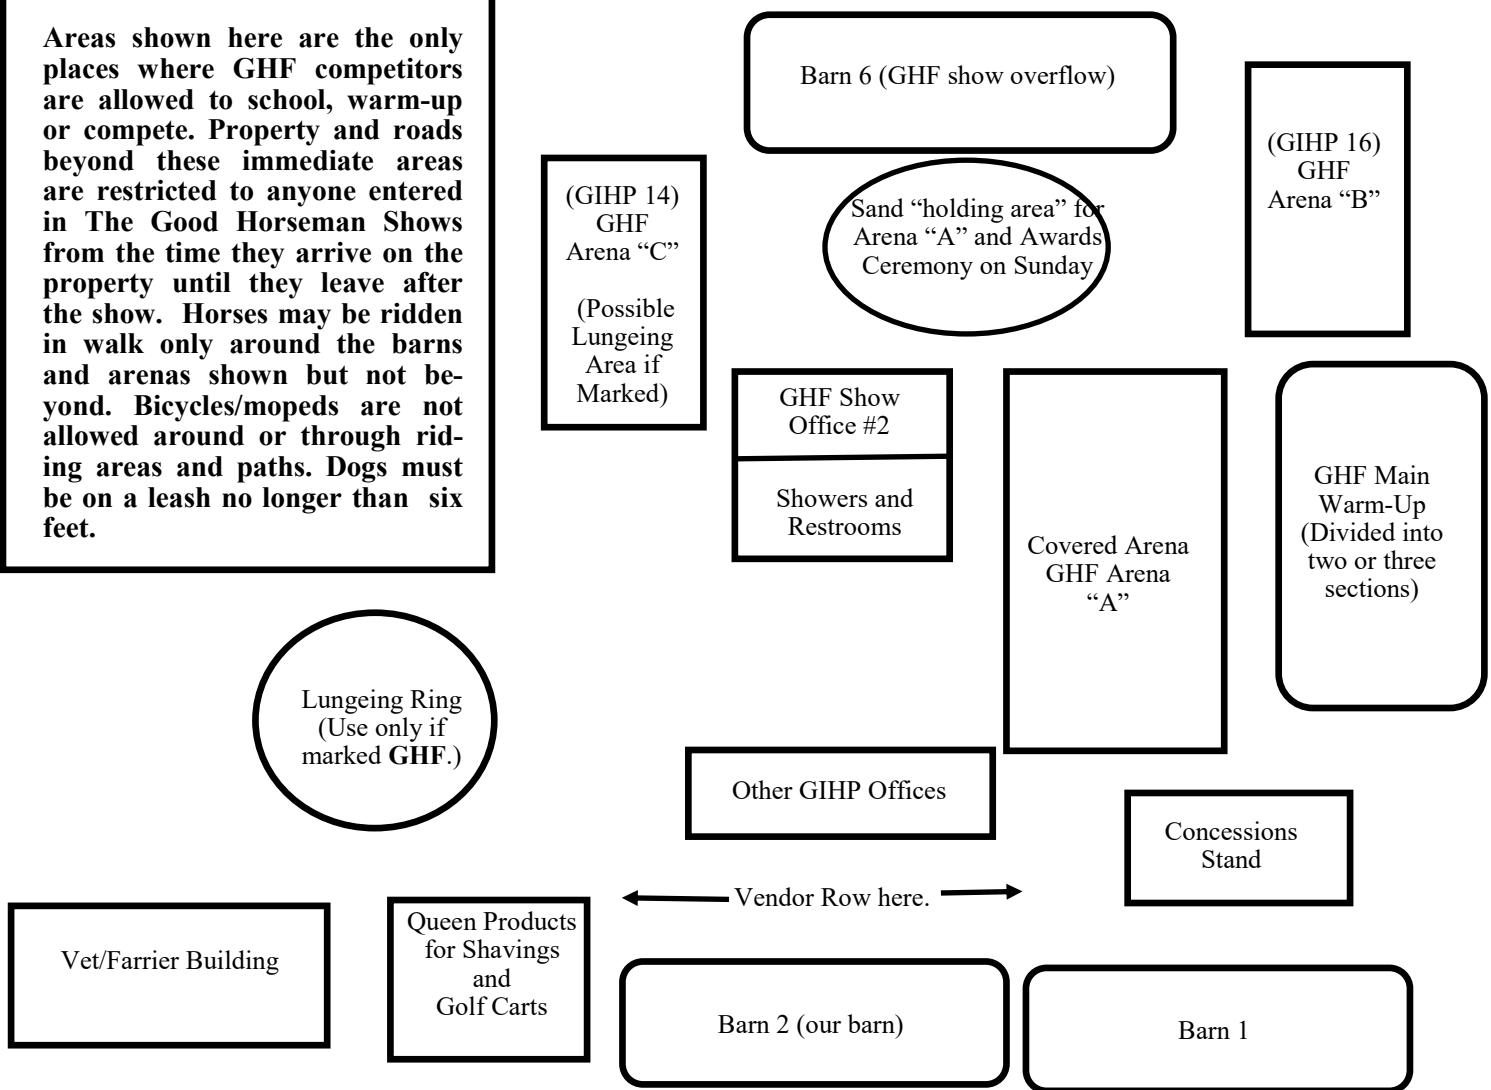 Areas shown here are the only
places where GHF competitors
are allowed to school, warm-up
or compete. Property and roads
beyond these immediate areas
are restricted to anyone entered
in The Good Horseman Shows
from the time they arrive on the
property until they leave after
the show. Horses may be ridden
in walk only around the barns
and arenas shown but not be-
yond. Bicycles/mopeds are not
allowed around or through rid-
ing areas and paths. Dogs must
be on a leash no longer than six
feet.
Barn 6 (GHF show overflow)
(GIHP 16)
GHF
Arena “B”
(GIHP 14)
GHF
Arena “C”
(Possible
Lungeing
Area if
Marked)
Sand “holding area” for
Arena “A” and Awards
Ceremony on Sunday
GHF Show
Office #2
Showers and
Restrooms
Covered Arena
GHF Arena
“A”
GHF Main
Warm-Up
(Divided into
two or three
sections)
Lungeing Ring
(Use only if
marked GHF.)
Other GIHP Offices
Concessions
Stand
Vendor Row here.
Vet/Farrier Building
Queen Products
for Shavings
and
Golf Carts
Barn 2 (our barn)
Barn 1